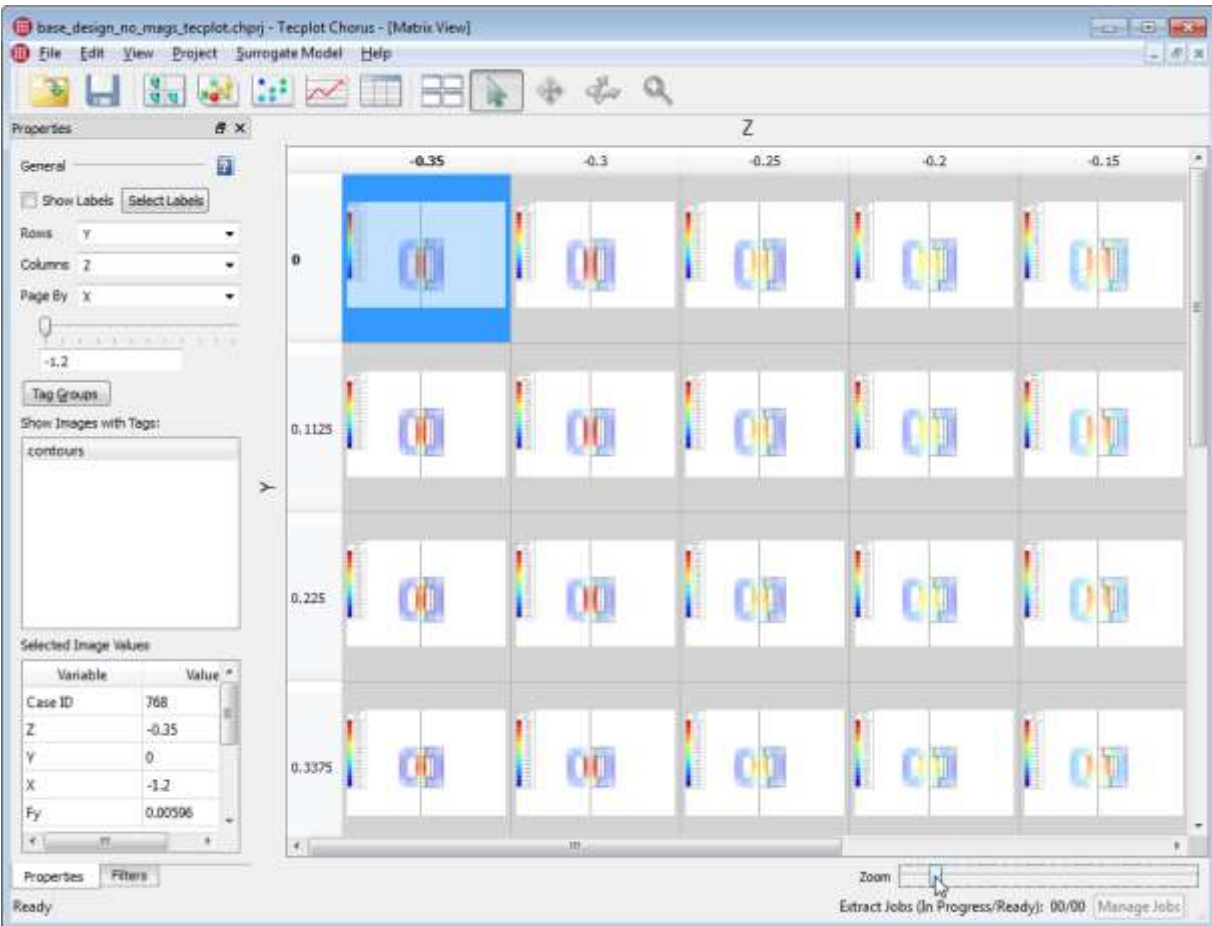 base_design_no_mags_tecplot.chprj - Tecplot Chorus - [Matrix View]
File Edit View Project Surrogate Model Help
Properties
General
Show Labels Select Labels
Rows Y
Columns Z
Page By X
-1.2
Tag Groups
Show Images with Tags:
contours
Selected Image Values
Variable Value
Case ID 768
Z -0.35
Y 0
X -1.2
Fy 0.00596
Properties Filters
Ready
Z
-0.35 -0.3 -0.25 -0.2 -0.15
Y
0
0.1125
0.225
0.3375
Zoom
Extract Jobs (In Progress/Ready): 00/00 Manage Jobs